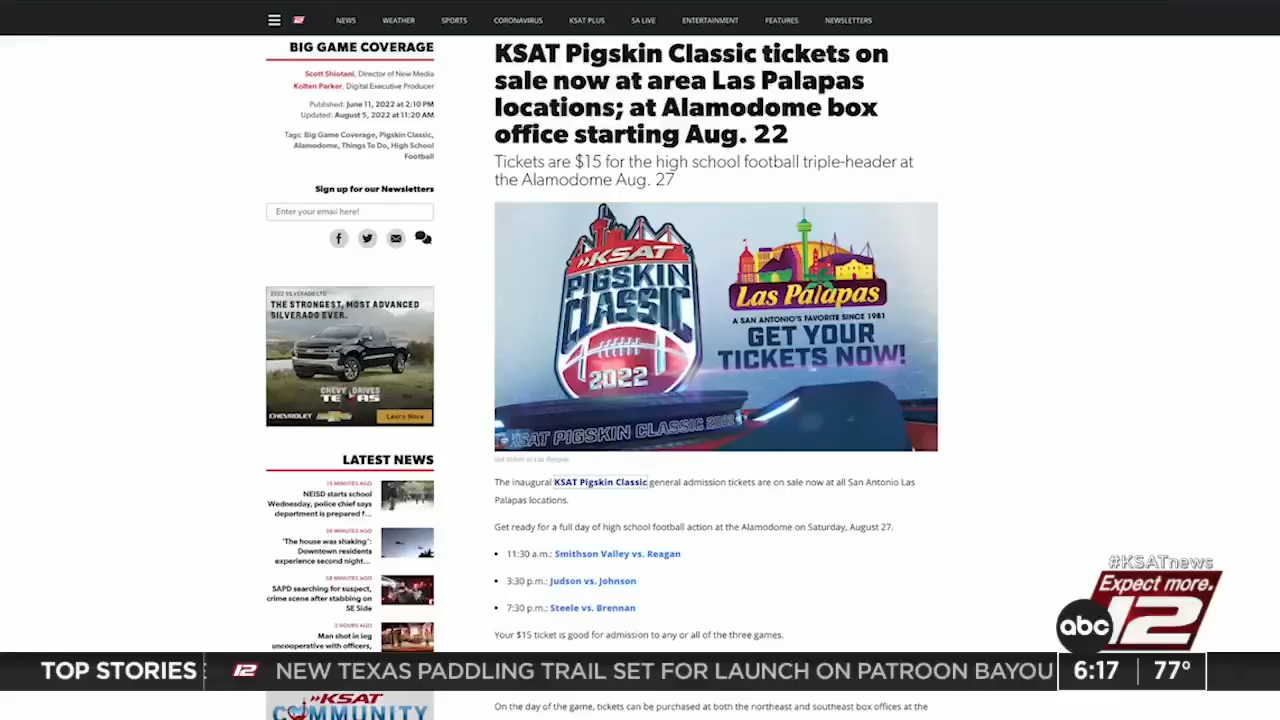 NEWS WEATHER SPORTS CORONAVIRUS KSAT PLUS SA LIVE ENTERTAINMENT FEATURES NEWSLETTERS
BIG GAME COVERAGE
Scott Shiotani, Director of New Media
Kolten Parker, Digital Executive Producer
Published: June 11, 2022 at 2:10 PM
Updated: August 5, 2022 at 11:20 AM
Tags: Big Game Coverage, Pigskin Classic,
Alamodome, Things To Do, High School
Football
Sign up for our Newsletters
Enter your email here!
2022 SILVERADO LTD
THE STRONGEST, MOST ADVANCED
SILVERADO EVER.
CHEVY DRIVES
TEXAS
CHEVROLET
Learn More
LATEST NEWS
NEISD starts school
Wednesday, police chief says
department is prepared f...
'The house was shaking':
Downtown residents
experience second night...
SAPD searching for suspect,
crime scene after stabbing on
SE Side
2 HOURS AGO
Man shot in leg
uncooperative with officers,
KSAT
COMMUNITY
KSAT Pigskin Classic tickets on
sale now at area Las Palapas
locations; at Alamodome box
office starting Aug. 22
Tickets are $15 for the high school football triple-header at
the Alamodome Aug. 27
KSAT
PIGSKIN
CLASSIC
2022
Las Palapas
A SAN ANTONIO'S FAVORITE SINCE 1981
GET YOUR
TICKETS NOW!
KSAT PIGSKIN CLASSIC 2022
The inaugural KSAT Pigskin Classic general admission tickets are on sale now at all San Antonio Las
Palapas locations.
Get ready for a full day of high school football action at the Alamodome on Saturday, August 27.
• 11:30 a.m.: Smithson Valley vs. Reagan
• 3:30 p.m.: Judson vs. Johnson
• 7:30 p.m.: Steele vs. Brennan
Your $15 ticket is good for admission to any or all of the three games.
On the day of the game, tickets can be purchased at both the northeast and southeast box offices at the
#KSATnews
Expect more.
abc 12
TOP STORIES 12 NEW TEXAS PADDLING TRAIL SET FOR LAUNCH ON PATROON BAYOU 6:17 77°